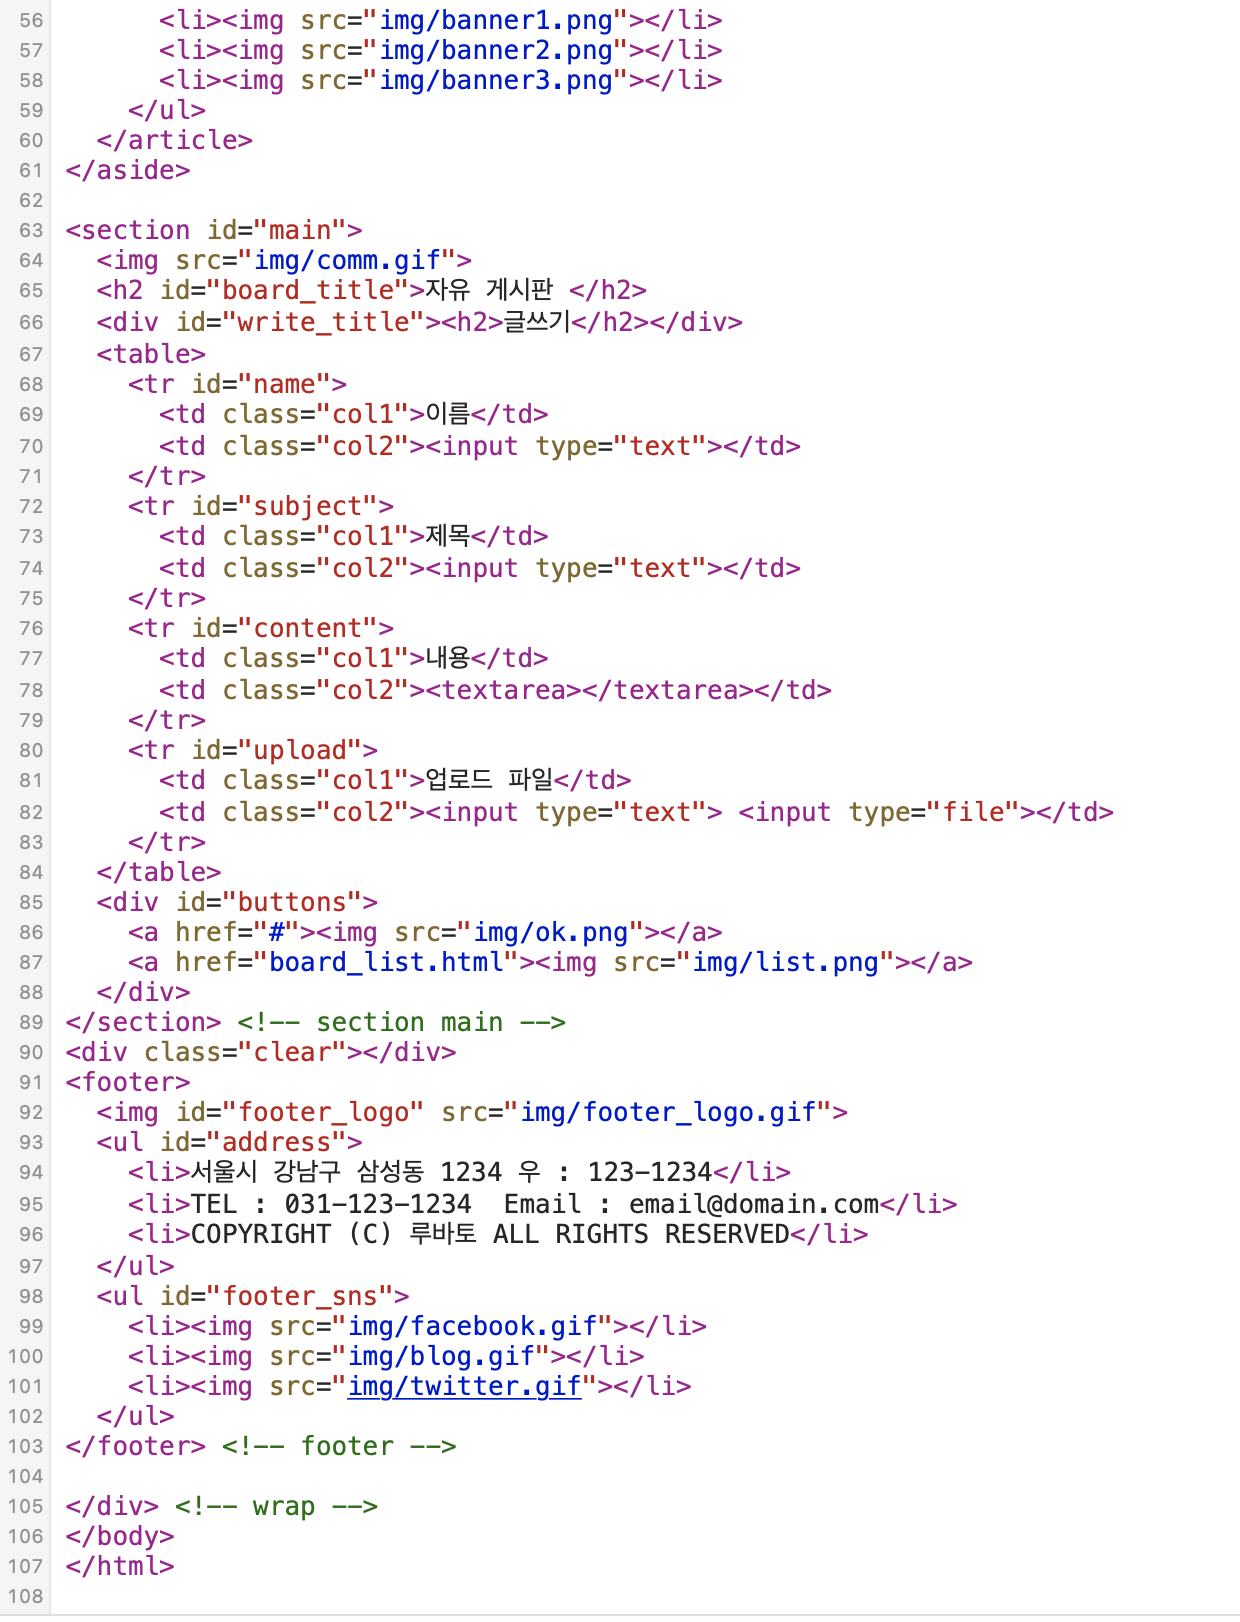 56       <li><img src="img/banner1.png"></li>
57       <li><img src="img/banner2.png"></li>
58       <li><img src="img/banner3.png"></li>
59     </ul>
60   </article>
61 </aside>
62
63 <section id="main">
64   <img src="img/comm.gif">
65   <h2 id="board_title">자유 게시판 </h2>
66   <div id="write_title"><h2>글쓰기</h2></div>
67   <table>
68     <tr id="name">
69       <td class="col1">이름</td>
70       <td class="col2"><input type="text"></td>
71     </tr>
72     <tr id="subject">
73       <td class="col1">제목</td>
74       <td class="col2"><input type="text"></td>
75     </tr>
76     <tr id="content">
77       <td class="col1">내용</td>
78       <td class="col2"><textarea></textarea></td>
79     </tr>
80     <tr id="upload">
81       <td class="col1">업로드 파일</td>
82       <td class="col2"><input type="text"> <input type="file"></td>
83     </tr>
84   </table>
85   <div id="buttons">
86     <a href="#"><img src="img/ok.png"></a>
87     <a href="board_list.html"><img src="img/list.png"></a>
88   </div>
89 </section> <!-- section main -->
90 <div class="clear"></div>
91 <footer>
92   <img id="footer_logo" src="img/footer_logo.gif">
93   <ul id="address">
94     <li>서울시 강남구 삼성동 1234 우 : 123-1234</li>
95     <li>TEL : 031-123-1234  Email : email@domain.com</li>
96     <li>COPYRIGHT (C) 루바토 ALL RIGHTS RESERVED</li>
97   </ul>
98   <ul id="footer_sns">
99     <li><img src="img/facebook.gif"></li>
100     <li><img src="img/blog.gif"></li>
101     <li><img src="img/twitter.gif"></li>
102   </ul>
103 </footer> <!-- footer -->
104
105 </div> <!-- wrap -->
106 </body>
107 </html>
108